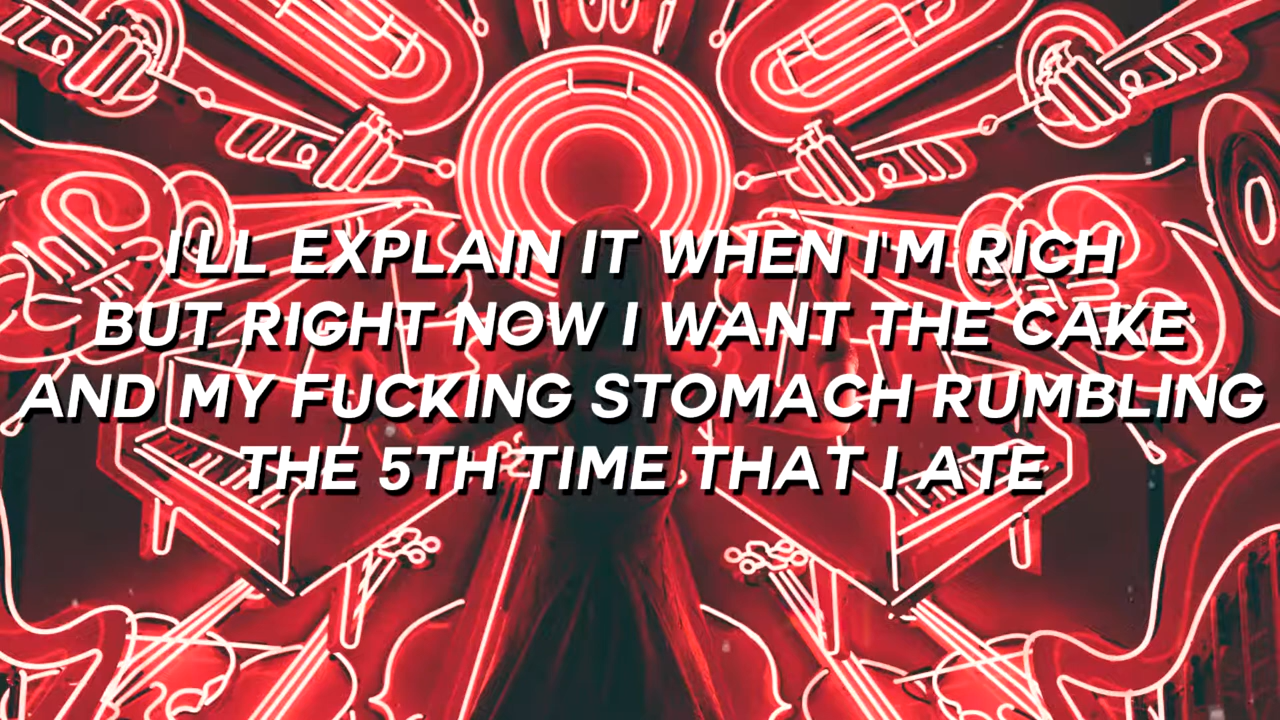 I'LL EXPLAIN IT WHEN I'M RICH
BUT RIGHT NOW I WANT THE CAKE
AND MY FUCKING STOMACH RUMBLING
THE 5TH TIME THAT I ATE